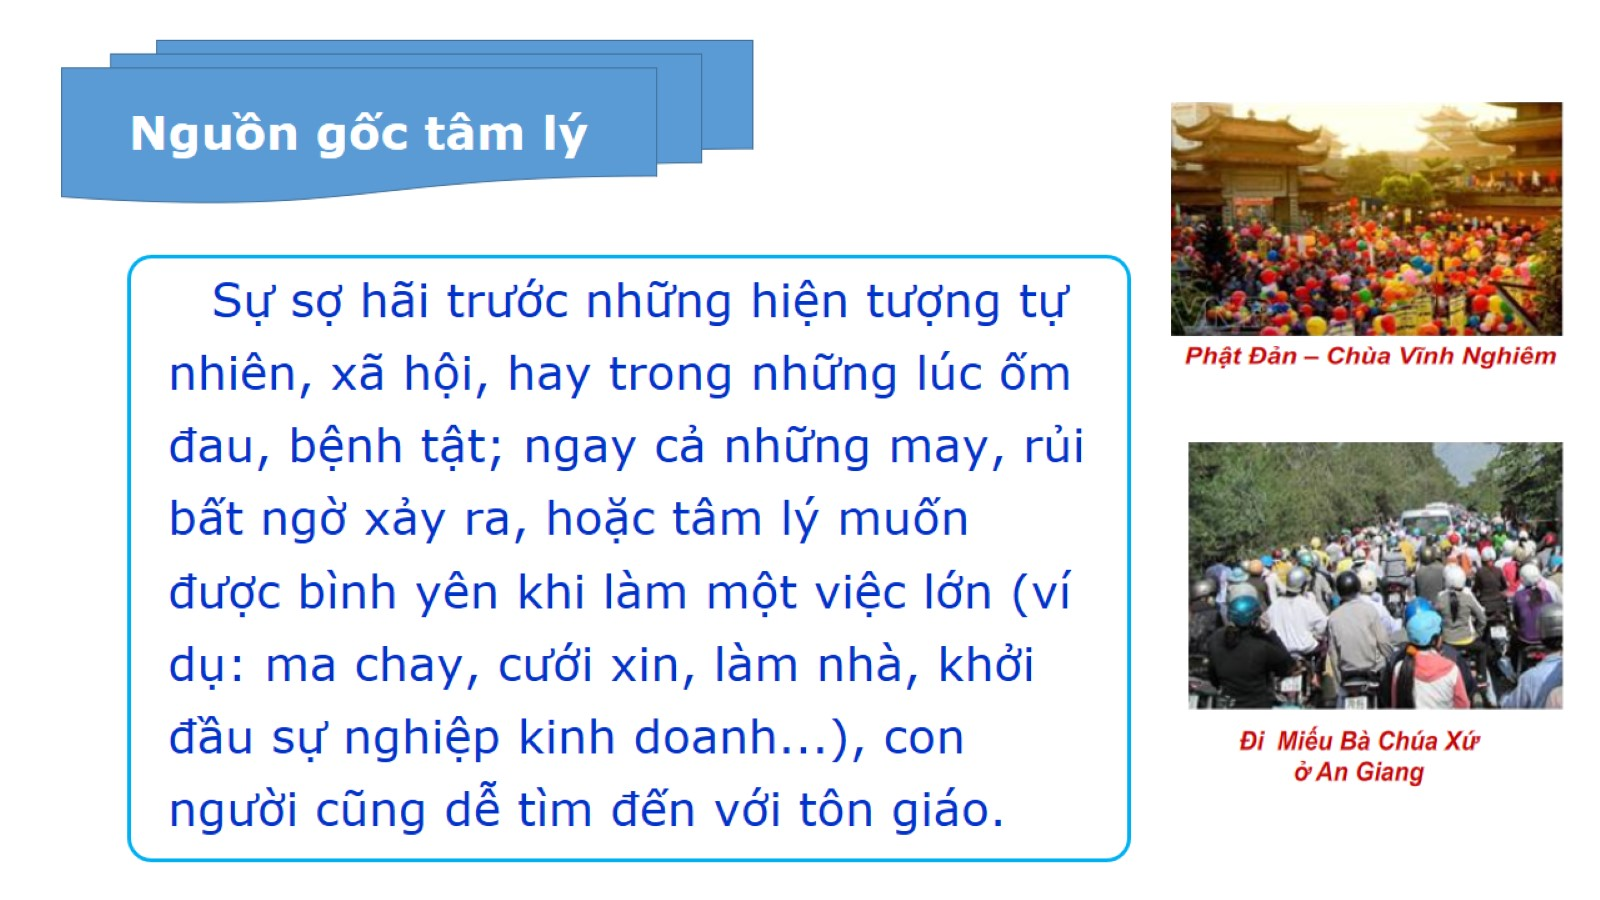 Nguồn gốc tâm lý
Sự sợ hãi trước những hiện tượng tự
nhiên, xã hội, hay trong những lúc ốm
đau, bệnh tật; ngay cả những may, rủi
bất ngờ xảy ra, hoặc tâm lý muốn
được bình yên khi làm một việc lớn (ví
dụ: ma chay, cưới xin, làm nhà, khởi
đầu sự nghiệp kinh doanh...), con
người cũng dễ tìm đến với tôn giáo.
Phật Đản – Chùa Vĩnh Nghiêm
Đi Miếu Bà Chúa Xứ
ở An Giang